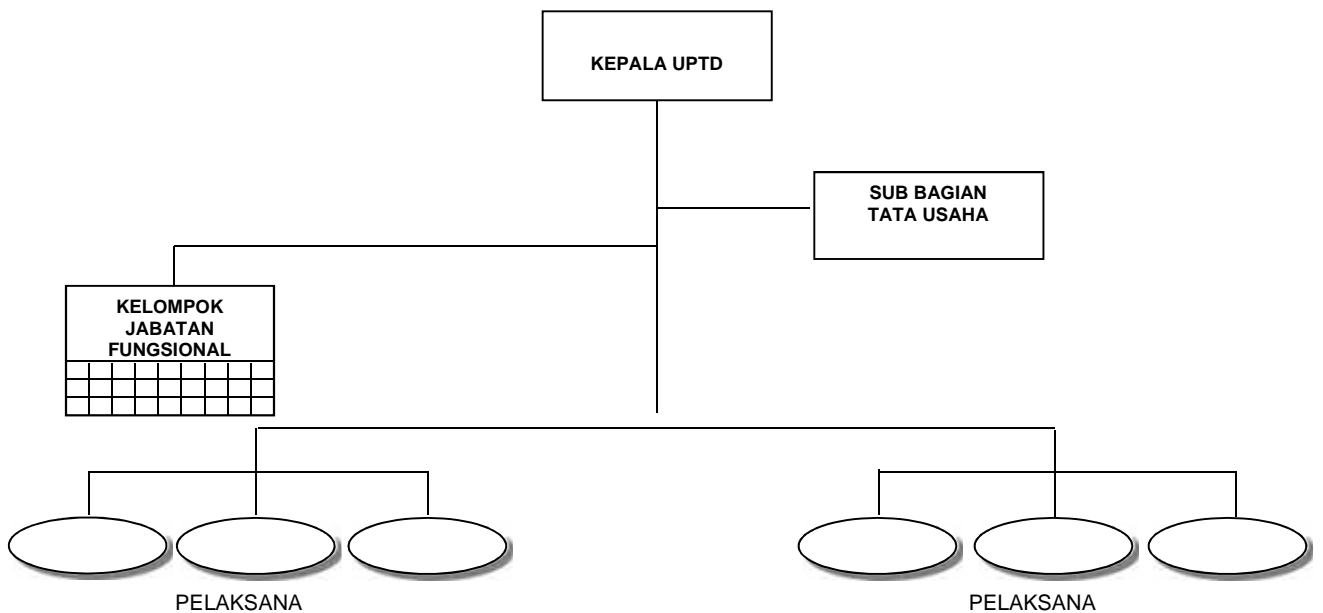 KEPALA UPTD
SUB BAGIAN
TATA USAHA
KELOMPOK
JABATAN
FUNGSIONAL
PELAKSANA
PELAKSANA